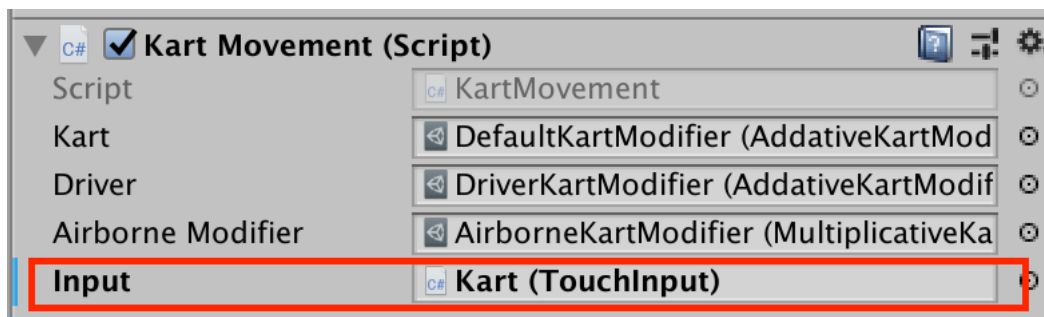 C# Kart Movement (Script)
Script C# KartMovement
Kart DefaultKartModifier (AddativeKartMod
Driver DriverKartModifier (AddativeKartModif
Airborne Modifier AirborneKartModifier (MultiplicativeKa
Input C# Kart (TouchInput)